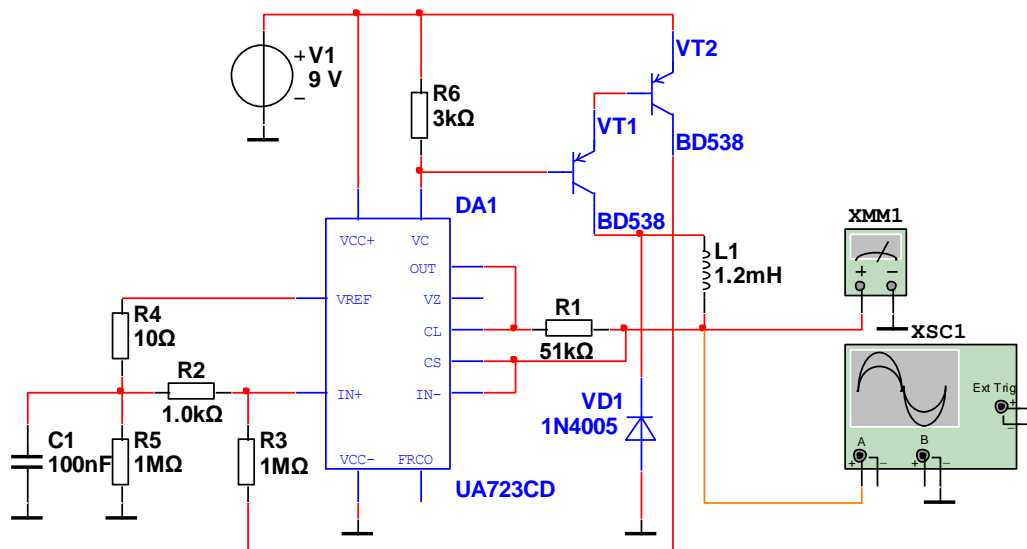 V1
9 V
R6
3kΩ
VT2
VT1
BD538
BD538
DA1
VCC+
VC
OUT
VREF
VZ
CL
CS
IN+
IN-
VCC-
FRCO
UA723CD
L1
1.2mH
XMM1
+ −
XSC1
Ext Trig
+
−
A
B
+ −
+ −
R4
10Ω
R2
1.0kΩ
R1
51kΩ
C1
100nF
R5
1MΩ
R3
1MΩ
VD1
1N4005